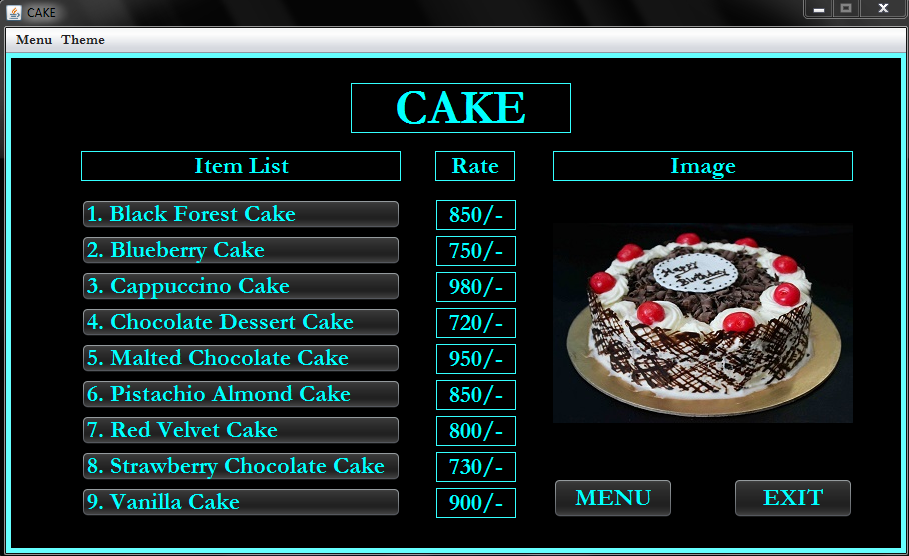 CAKE
Menu Theme
CAKE
Item List Rate Image
1. Black Forest Cake 850/-
2. Blueberry Cake 750/-
3. Cappuccino Cake 980/-
4. Chocolate Dessert Cake 720/-
5. Malted Chocolate Cake 950/-
6. Pistachio Almond Cake 850/-
7. Red Velvet Cake 800/-
8. Strawberry Chocolate Cake 730/-
9. Vanilla Cake 900/-
Happy
Birthday
MENU EXIT